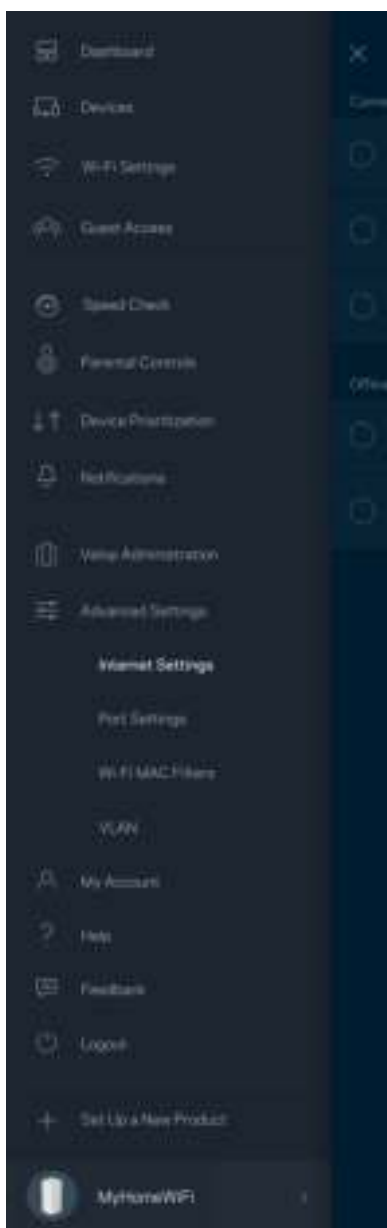 Dashboard
Devices
Wi-Fi Settings
Guest Access
Speed Check
Parental Controls
Device Prioritization
Notifications
Velop Administration
Advanced Settings
Internet Settings
Port Settings
Wi-Fi MAC Filters
VLAN
My Account
Help
Feedback
Logout
Set Up a New Product
MyHomeWiFi